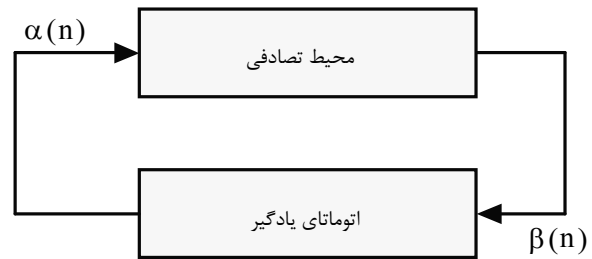 α(n)
محیط تصادفی
اتوماتای یادگیر
β(n)